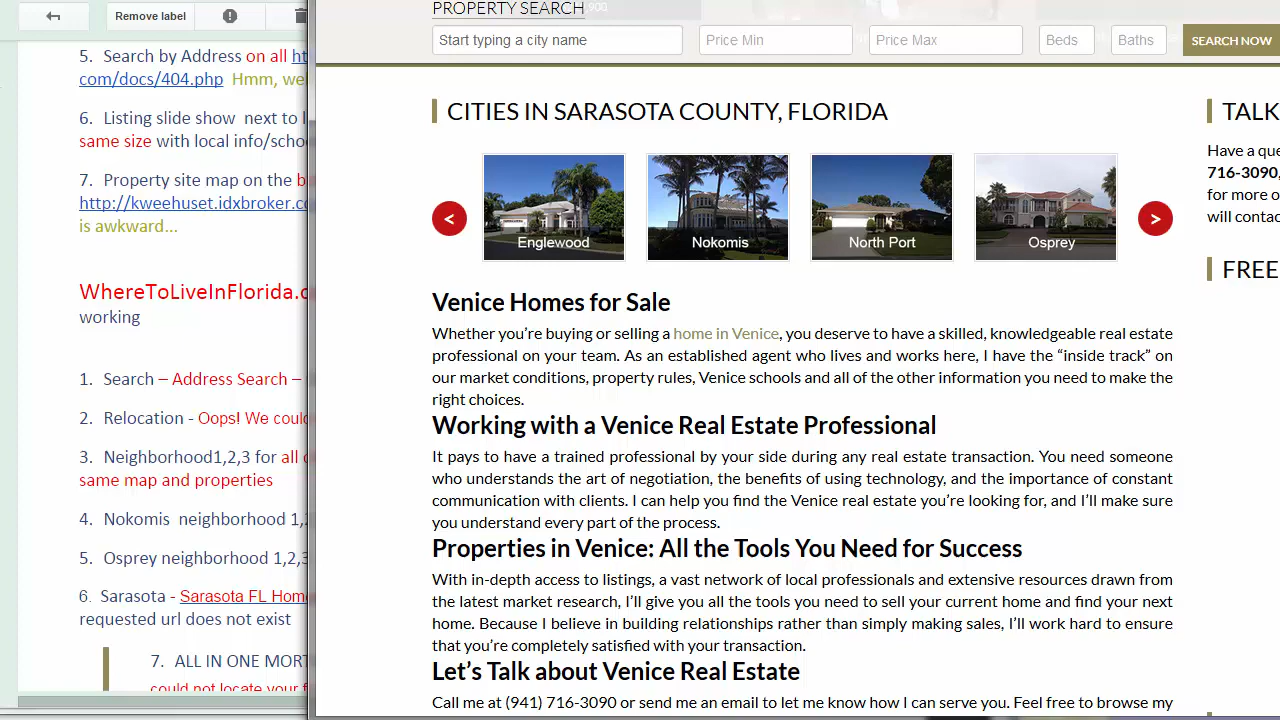 Remove label
5. Search by Address on all ht
com/docs/404.php Hmm, we
6. Listing slide show next to l
same size with local info/scho
7. Property site map on the b
http://kweehuset.idxbroker.co
is awkward...
WhereToLiveInFlorida.c
working
1. Search – Address Search –
2. Relocation - Oops! We could
3. Neighborhood1,2,3 for all
same map and properties
4. Nokomis neighborhood 1,2
5. Osprey neighborhood 1,2,3
6. Sarasota - Sarasota FL Hom
requested url does not exist
7. ALL IN ONE MORT
could not locate your f
PROPERTY SEARCH
Start typing a city name Price Min Price Max Beds Baths SEARCH NOW
CITIES IN SARASOTA COUNTY, FLORIDA
< Englewood Nokomis North Port Osprey >
Venice Homes for Sale
Whether you’re buying or selling a home in Venice, you deserve to have a skilled, knowledgeable real estate
professional on your team. As an established agent who lives and works here, I have the “inside track” on
our market conditions, property rules, Venice schools and all of the other information you need to make the
right choices.
Working with a Venice Real Estate Professional
It pays to have a trained professional by your side during any real estate transaction. You need someone
who understands the art of negotiation, the benefits of using technology, and the importance of constant
communication with clients. I can help you find the Venice real estate you’re looking for, and I’ll make sure
you understand every part of the process.
Properties in Venice: All the Tools You Need for Success
With in-depth access to listings, a vast network of local professionals and extensive resources drawn from
the latest market research, I’ll give you all the tools you need to sell your current home and find your next
home. Because I believe in building relationships rather than simply making sales, I’ll work hard to ensure
that you’re completely satisfied with your transaction.
Let’s Talk about Venice Real Estate
Call me at (941) 716-3090 or send me an email to let me know how I can serve you. Feel free to browse my
TALK
Have a que
716-3090,
for more o
will contac
FREE